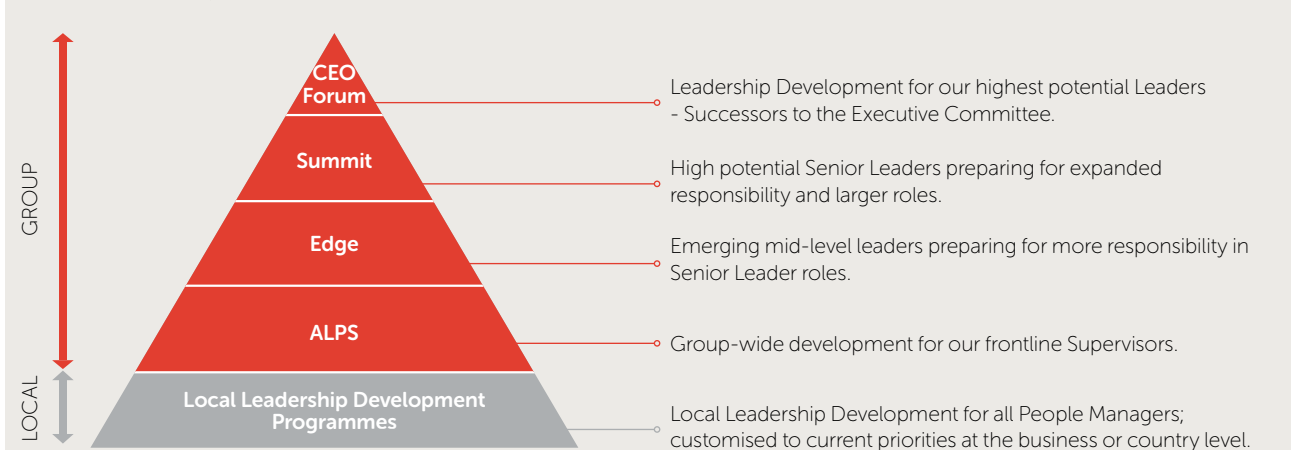 GROUP
CEO
Forum
Leadership Development for our highest potential Leaders
- Successors to the Executive Committee.
Summit
High potential Senior Leaders preparing for expanded
responsibility and larger roles.
Edge
Emerging mid-level leaders preparing for more responsibility in
Senior Leader roles.
ALPS
Group-wide development for our frontline Supervisors.
LOCAL
Local Leadership Development
Programmes
Local Leadership Development for all People Managers;
customised to current priorities at the business or country level.